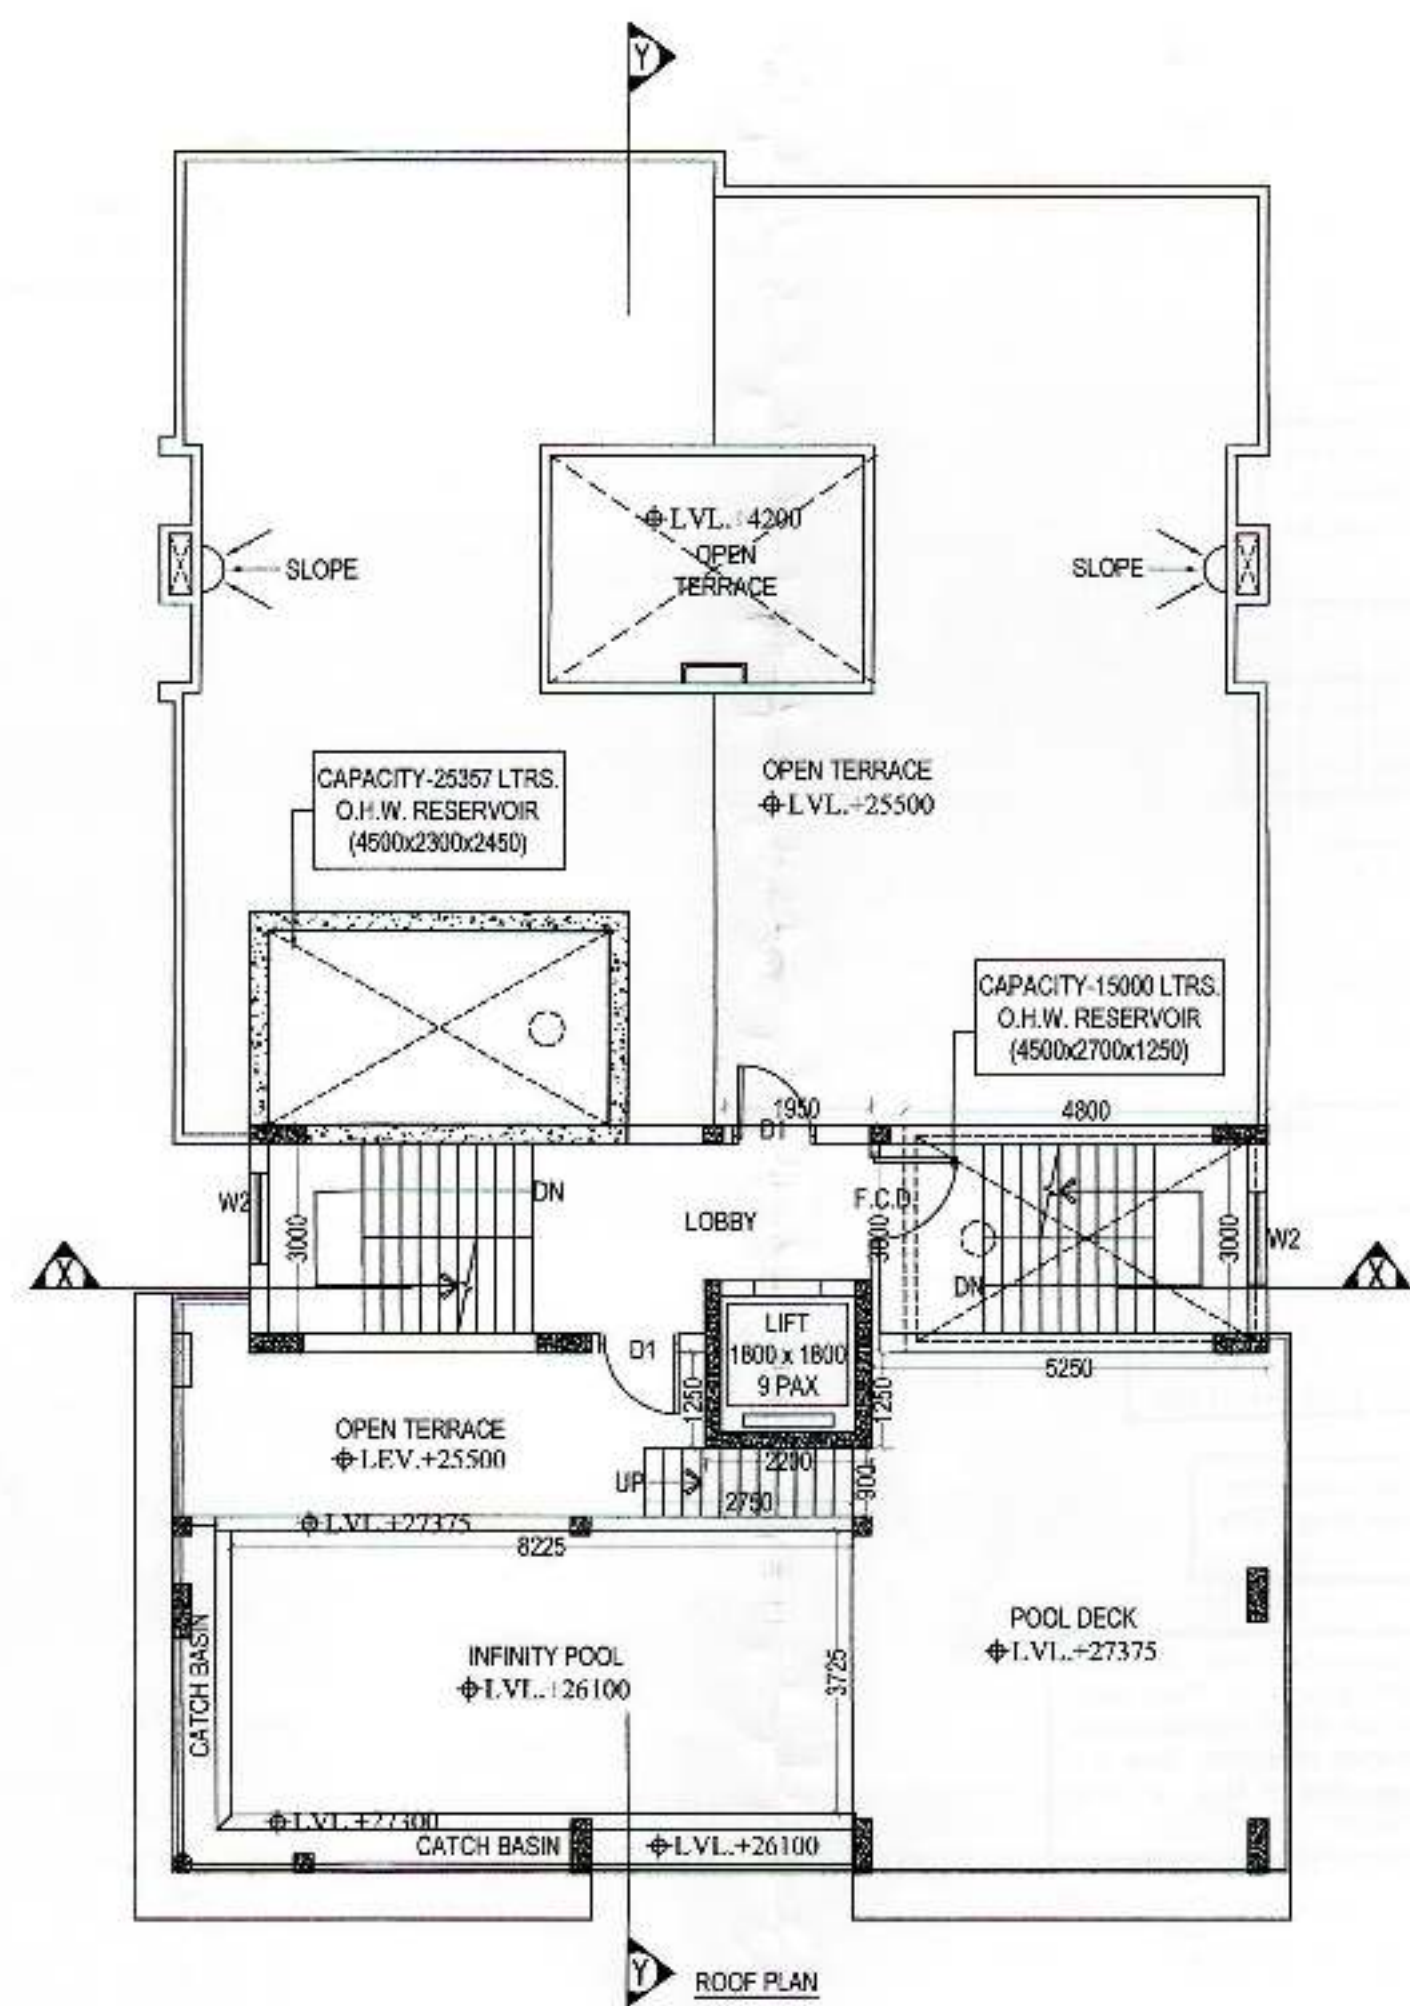 Y
LVL.+4200
OPEN
TERRACE
SLOPE
SLOPE
CAPACITY-25357 LTRS.
O.H.W. RESERVOIR
(4500x2300x2450)
OPEN TERRACE
LVL.+25500
CAPACITY-15000 LTRS.
O.H.W. RESERVOIR
(4500x2700x1250)
1950
4800
D1
W2
3000
DN
LOBBY
F.C.D
3000
DN
3000
W2
X
X
D1
1250
LIFT
1800 x 1800
9 PAX
1250
5250
OPEN TERRACE
LEV.+25500
UP
2200
2750
900
LVL.+27375
8225
CATCH BASIN
INFINITY POOL
LVL.+26100
3725
POOL DECK
LVL.+27375
LVL.+27300
CATCH BASIN
LVL.+26100
Y
ROOF PLAN